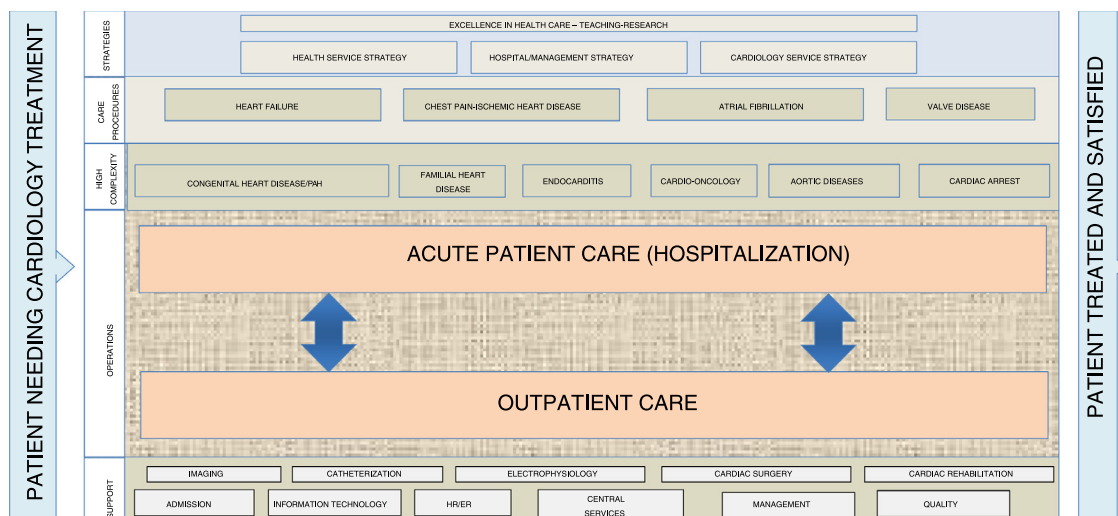 PATIENT NEEDING CARDIOLOGY TREATMENT
STRATEGIES
EXCELLENCE IN HEALTH CARE – TEACHING-RESEARCH
HEALTH SERVICE STRATEGY
HOSPITAL/MANAGEMENT STRATEGY
CARDIOLOGY SERVICE STRATEGY
CARE
PROCEDURES
HEART FAILURE
CHEST PAIN-ISCHEMIC HEART DISEASE
ATRIAL FIBRILLATION
VALVE DISEASE
HIGH
COMPLEXITY
CONGENITAL HEART DISEASE/PAH
FAMILIAL HEART
DISEASE
ENDOCARDITIS
CARDIO-ONCOLOGY
AORTIC DISEASES
CARDIAC ARREST
OPERATIONS
ACUTE PATIENT CARE (HOSPITALIZATION)
OUTPATIENT CARE
SUPPORT
IMAGING
CATHETERIZATION
ELECTROPHYSIOLOGY
CARDIAC SURGERY
CARDIAC REHABILITATION
ADMISSION
INFORMATION TECHNOLOGY
HR/ER
CENTRAL
SERVICES
MANAGEMENT
QUALITY
PATIENT TREATED AND SATISFIED